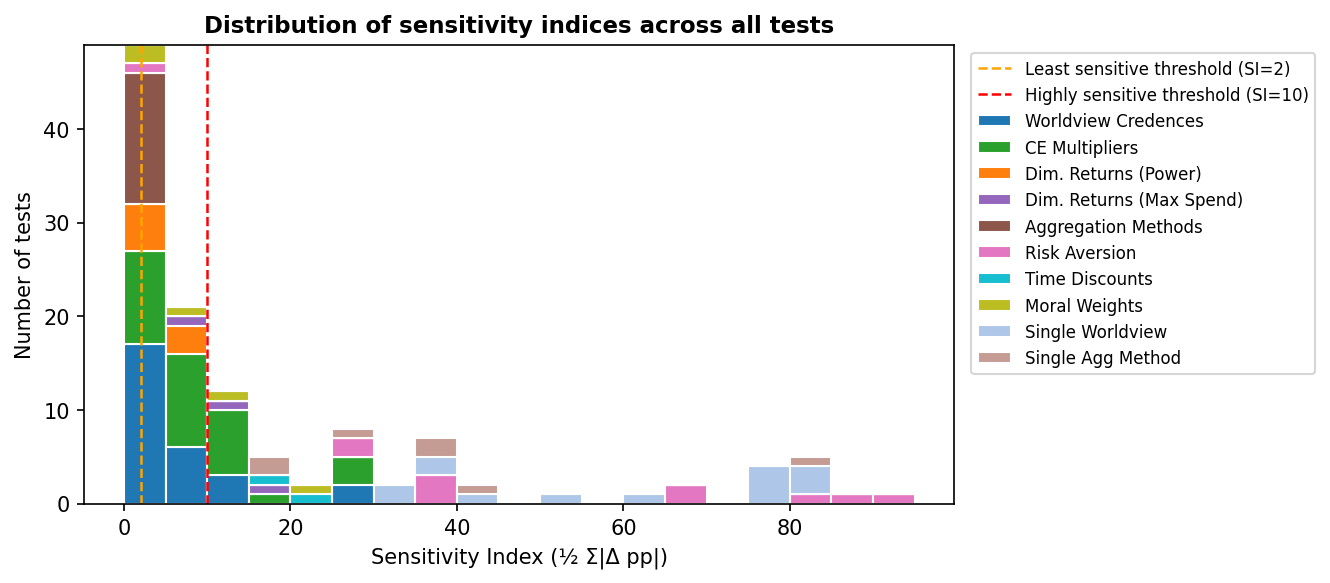 Distribution of sensitivity indices across all tests
Number of tests
40
30
20
10
0
0
20
40
60
80
Sensitivity Index (½ Σ|Δ pp|)
Least sensitive threshold (SI=2)
Highly sensitive threshold (SI=10)
Worldview Credences
CE Multipliers
Dim. Returns (Power)
Dim. Returns (Max Spend)
Aggregation Methods
Risk Aversion
Time Discounts
Moral Weights
Single Worldview
Single Agg Method